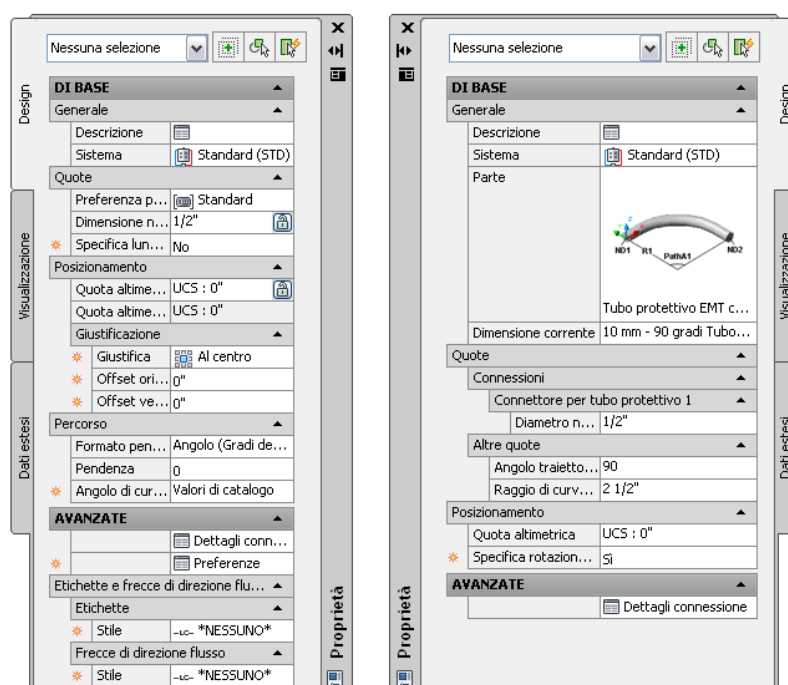 Nessuna selezione
DI BASE
Generale
Descrizione
Sistema Standard (STD)
Quote
Preferenza p... Standard
Dimensione n... 1/2"
Specifica lun... No
Posizionamento
Quota altime... UCS : 0"
Quota altime... UCS : 0"
Giustificazione
Giustifica Al centro
Offset ori... 0"
Offset ve... 0"
Percorso
Formato pen... Angolo (Gradi de...
Pendenza 0
Angolo di cur... Valori di catalogo
AVANZATE
Dettagli conn...
Preferenze
Etichette e frecce di direzione flu...
Etichette
Stile *NESSUNO*
Frecce di direzione flusso
Stile *NESSUNO*
Design
Visualizzazione
Dati estesi
Proprietà
Nessuna selezione
DI BASE
Generale
Descrizione
Sistema Standard (STD)
Parte
Z
ND1 R1 PathA1 ND2
Tubo protettivo EMT c...
Dimensione corrente 10 mm - 90 gradi Tubo...
Quote
Connessioni
Connettore per tubo protettivo 1
Diametro n... 1/2"
Altre quote
Angolo traietto... 90
Raggio di curv... 2 1/2"
Posizionamento
Quota altimetrica UCS : 0"
Specifica rotazion... Sì
AVANZATE
Dettagli connessione
Proprietà
Design
Visualizzazione
Dati estesi